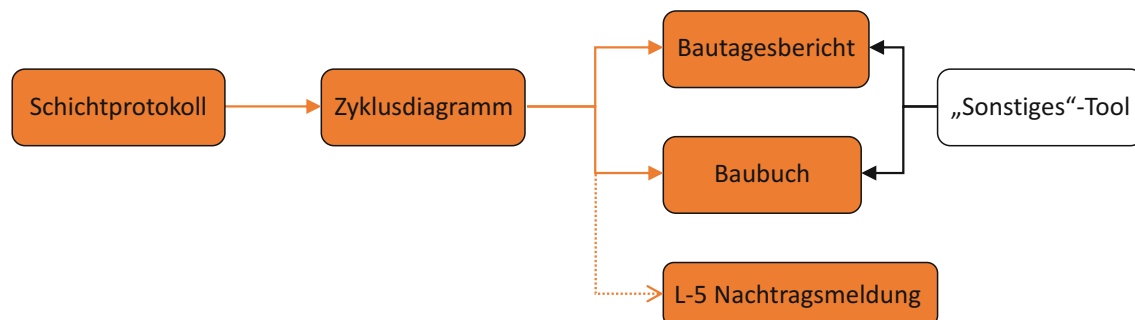 Schichtprotokoll
Zyklusdiagramm
Bautagesbericht
Baubuch
L-5 Nachtragsmeldung
„Sonstiges“-Tool